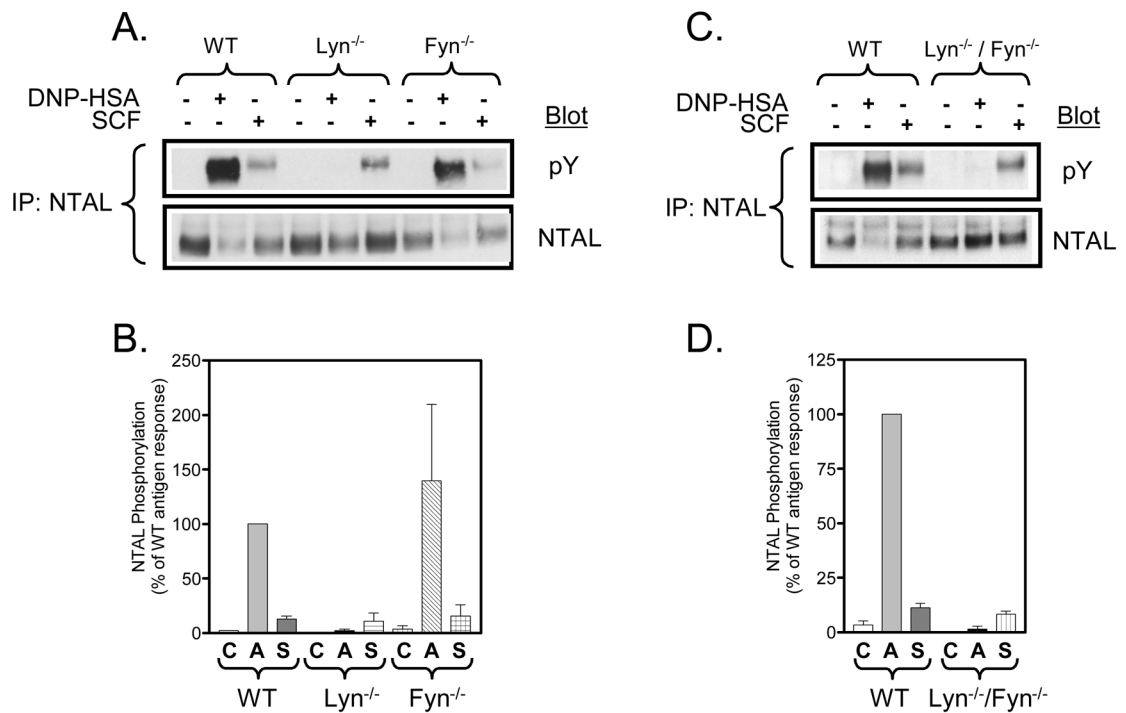 A.
WT Lyn-/- Fyn-/-
DNP-HSA - + - - + - - + -
SCF - - + - - + - - +
Blot
IP: NTAL
pY
NTAL
C.
WT Lyn-/- / Fyn-/-
DNP-HSA - + - - + -
SCF - - + - - +
Blot
IP: NTAL
pY
NTAL
B.
NTAL Phosphorylation
(% of WT antigen response)
250
200
150
100
50
0
C A S C A S C A S
WT Lyn-/- Fyn-/-
D.
NTAL Phosphorylation
(% of WT antigen response)
125
100
75
50
25
0
C A S C A S
WT Lyn-/-/Fyn-/-